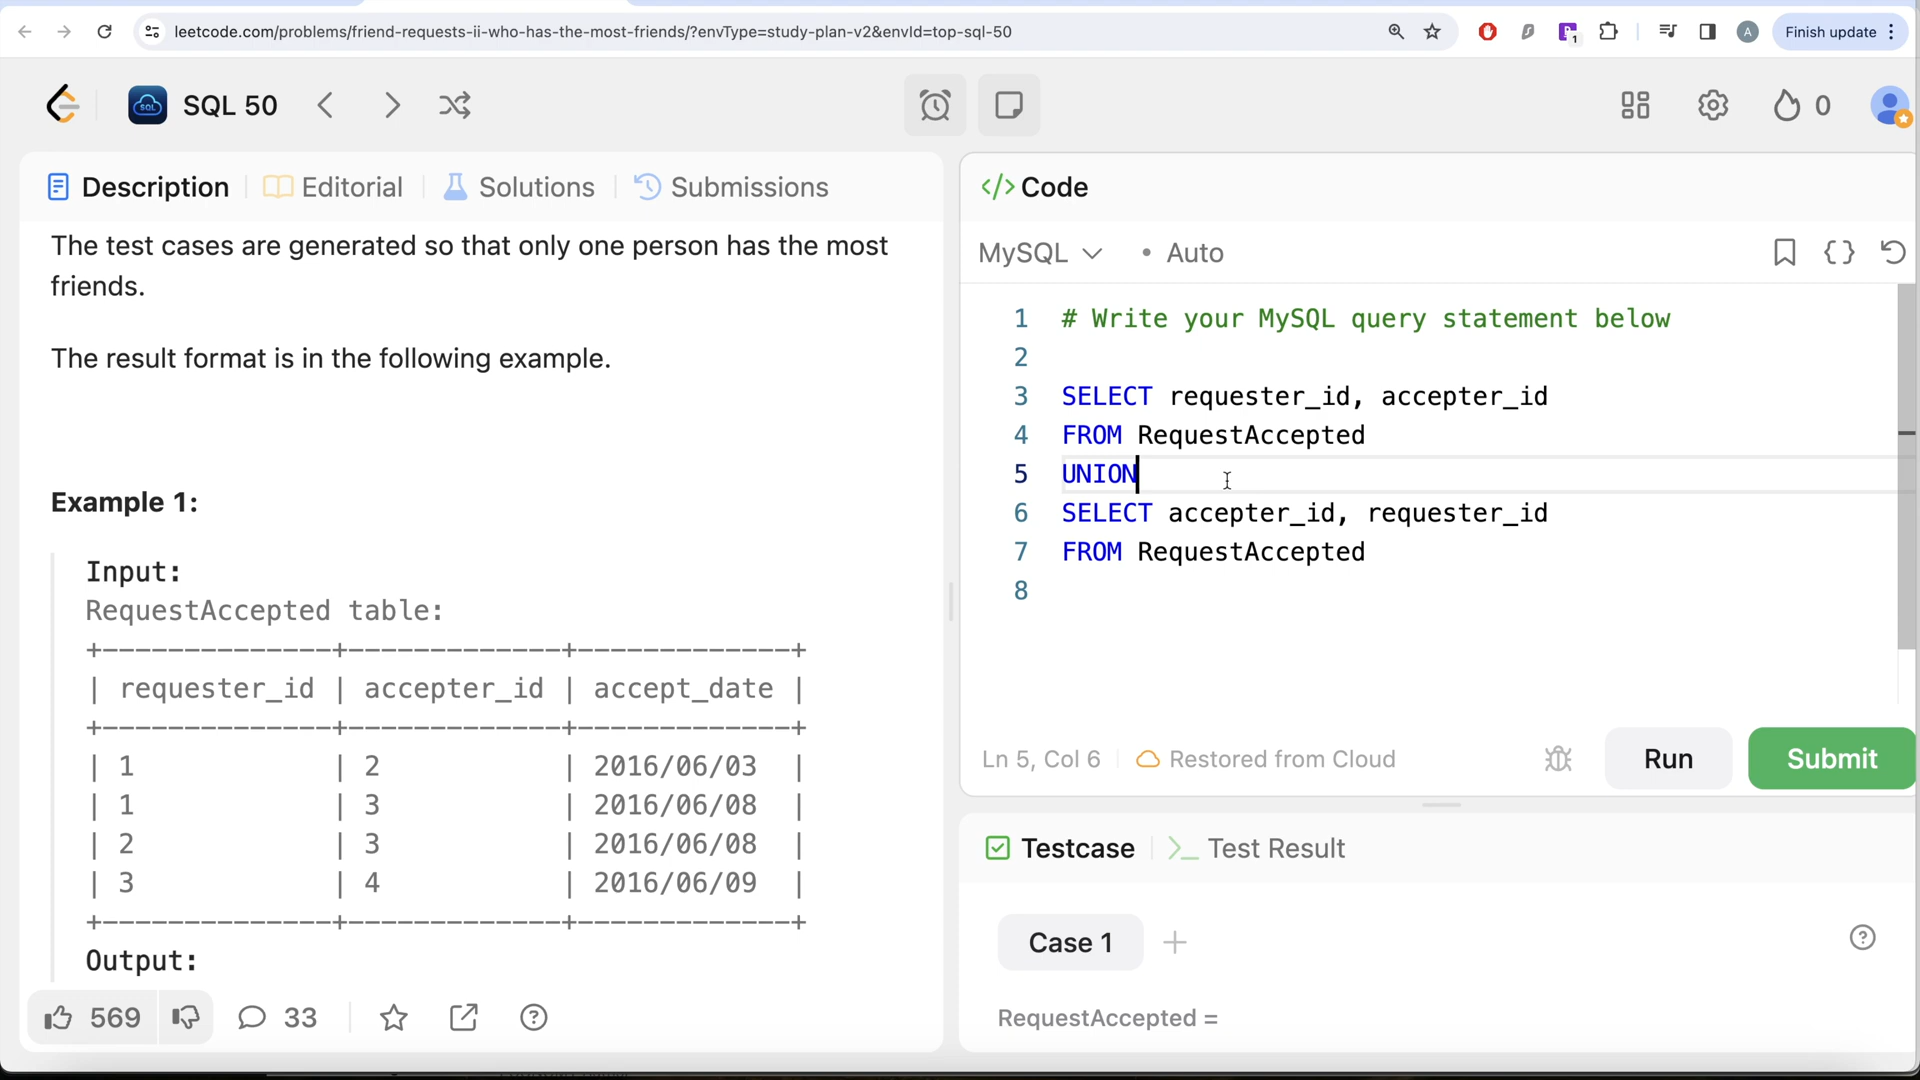 leetcode.com/problems/friend-requests-ii-who-has-the-most-friends/?envType=study-plan-v2&envId=top-sql-50
1
A
Finish update
SQL
SQL 50
0
Description
Editorial
Solutions
Submissions
The test cases are generated so that only one person has the most
friends.
The result format is in the following example.
Example 1:
Input:
RequestAccepted table:
+--------------+-------------+-------------+
| requester_id | accepter_id | accept_date |
+--------------+-------------+-------------+
| 1 | 2 | 2016/06/03 |
| 1 | 3 | 2016/06/08 |
| 2 | 3 | 2016/06/08 |
| 3 | 4 | 2016/06/09 |
+--------------+-------------+-------------+
Output:
569
33
</> Code
MySQL
• Auto
{}
1 # Write your MySQL query statement below
2
3 SELECT requester_id, accepter_id
4 FROM RequestAccepted
5 UNION
6 SELECT accepter_id, requester_id
7 FROM RequestAccepted
8
Ln 5, Col 6
Restored from Cloud
Run
Submit
Testcase
>_ Test Result
Case 1
+
RequestAccepted =